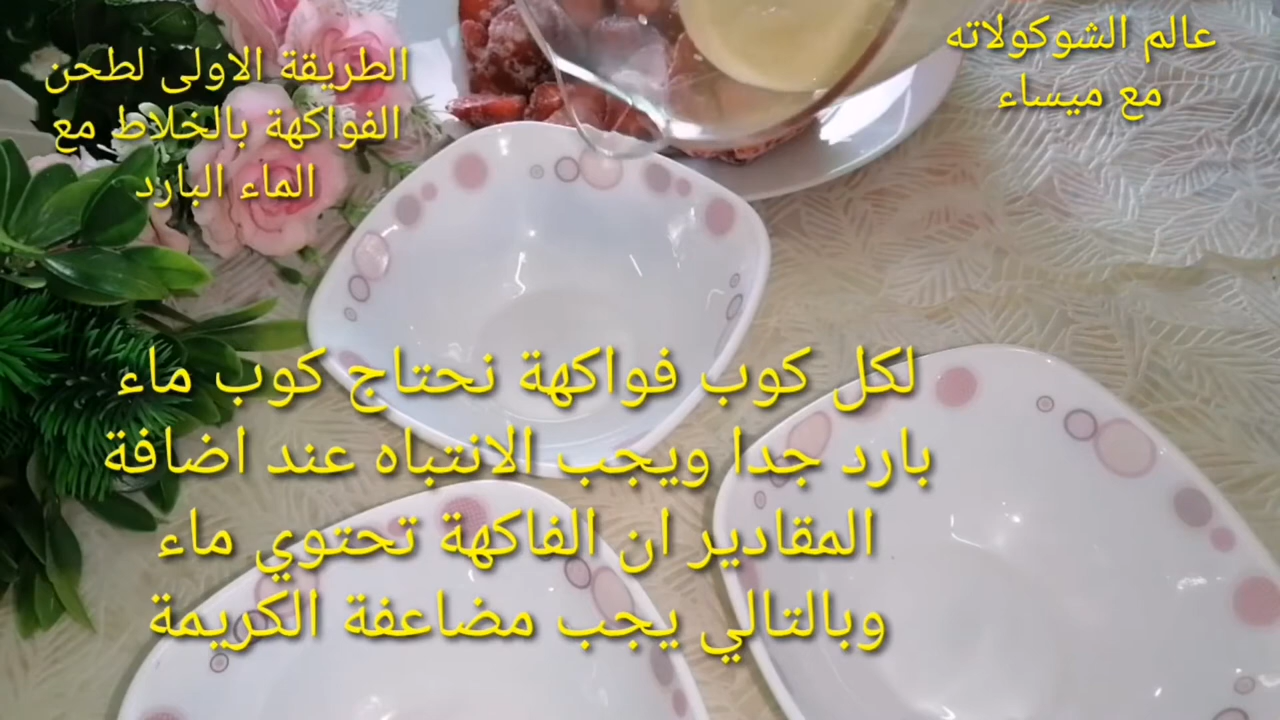 عالم الشوكولاته
مع ميساء
الطريقة الاولى لطحن
الفواكهة بالخلاط مع
الماء البارد
لكل كوب فواكهة نحتاج كوب ماء
بارد جدا ويجب الانتباه عند اضافة
المقادير ان الفاكهة تحتوي ماء
وبالتالي يجب مضاعفة الكريمة